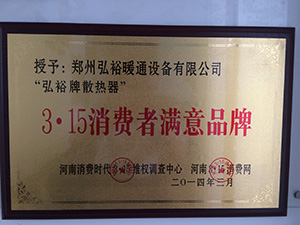 授予：郑州弘裕暖通设备有限公司
“弘裕牌散热器”
3·15消费者满意品牌
河南消费时代 维权调查中心 河南 消费网
二〇一四年三月